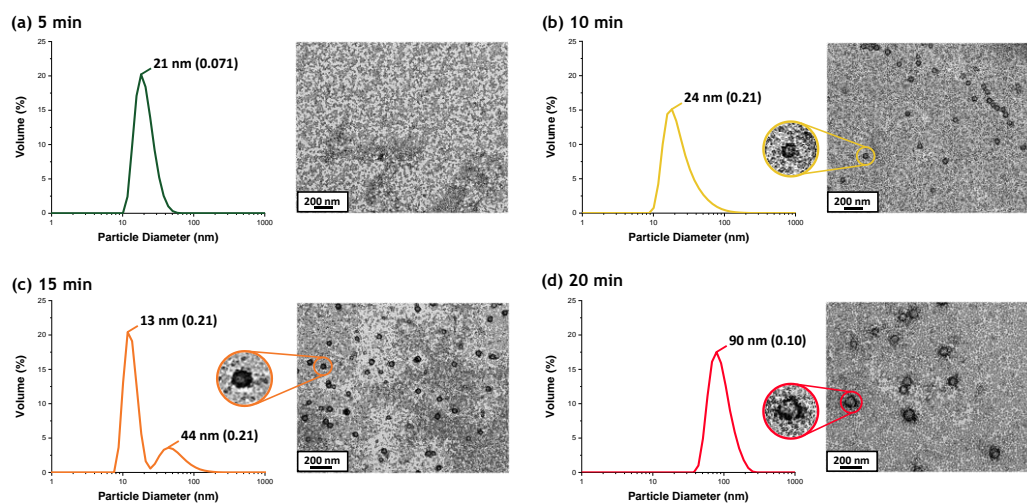 (a) 5 min
25
20
15
10
5
0
Volume (%)
21 nm (0.071)
1 10 100 1000
Particle Diameter (nm)
200 nm
(b) 10 min
25
20
15
10
5
0
Volume (%)
24 nm (0.21)
1 10 100 1000
Particle Diameter (nm)
200 nm
(c) 15 min
25
20
15
10
5
0
Volume (%)
13 nm (0.21)
44 nm (0.21)
1 10 100 1000
Particle Diameter (nm)
200 nm
(d) 20 min
25
20
15
10
5
0
Volume (%)
90 nm (0.10)
1 10 100 1000
Particle Diameter (nm)
200 nm